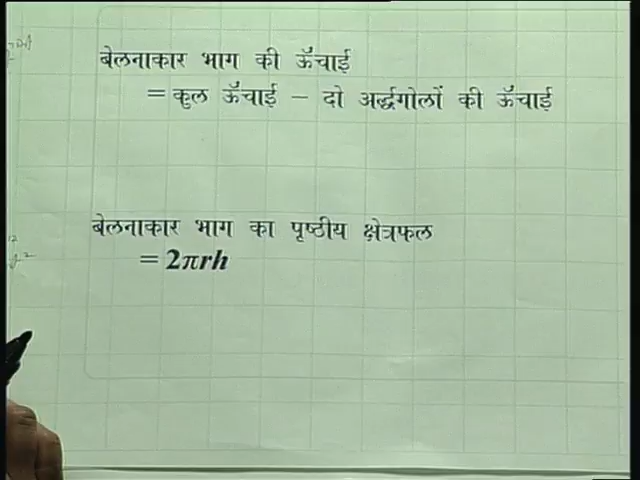 बेलनाकार भाग की ऊॅंचाई
= कुल ऊॅंचाई − दो अर्द्धगोलों की ऊॅंचाई
बेलनाकार भाग का पृष्ठीय क्षेत्रफल
= 2πrh